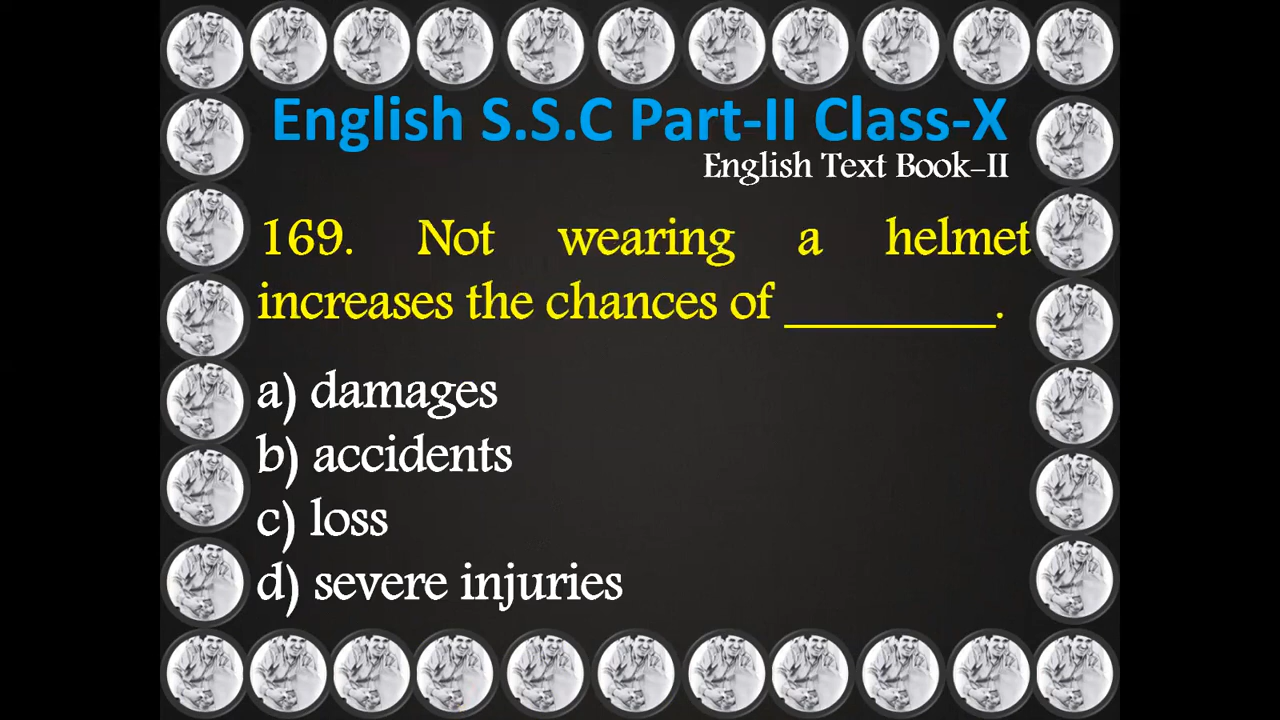 English S.S.C Part-II Class-X
English Text Book-II
169. Not wearing a helmet
increases the chances of ________.
a) damages
b) accidents
c) loss
d) severe injuries